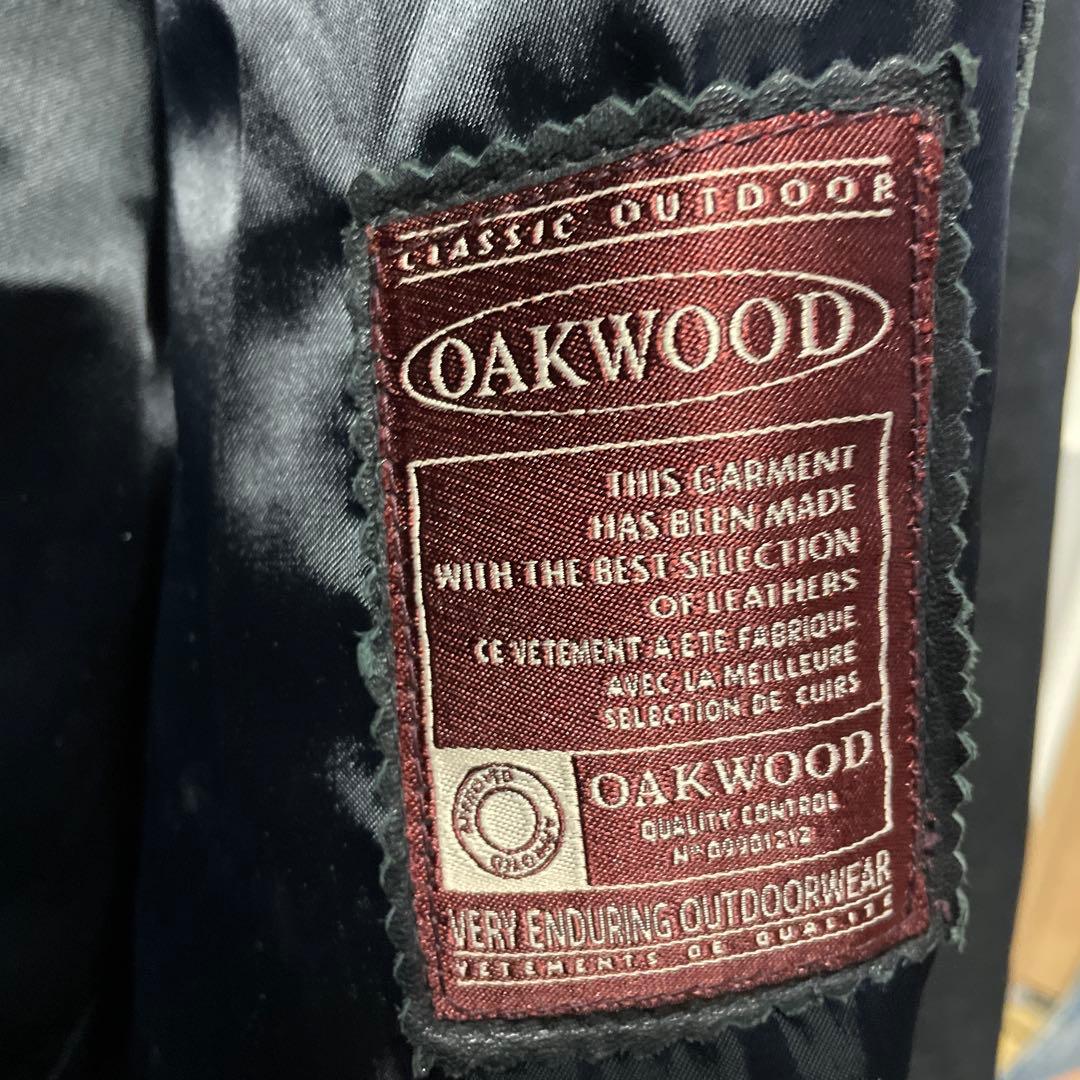 CLASSIC OUTDOOR
OAKWOOD
THIS GARMENT
HAS BEEN MADE
WITH THE BEST SELECTION
OF LEATHERS
CE VETEMENT A ETE FABRIQUE
AVEC LA MEILLEURE
SELECTION DE CUIRS
OAKWOOD
QUALITY CONTROL
N° 09901212
VERY ENDURING OUTDOORWEAR
VETEMENTS DE QUALITE